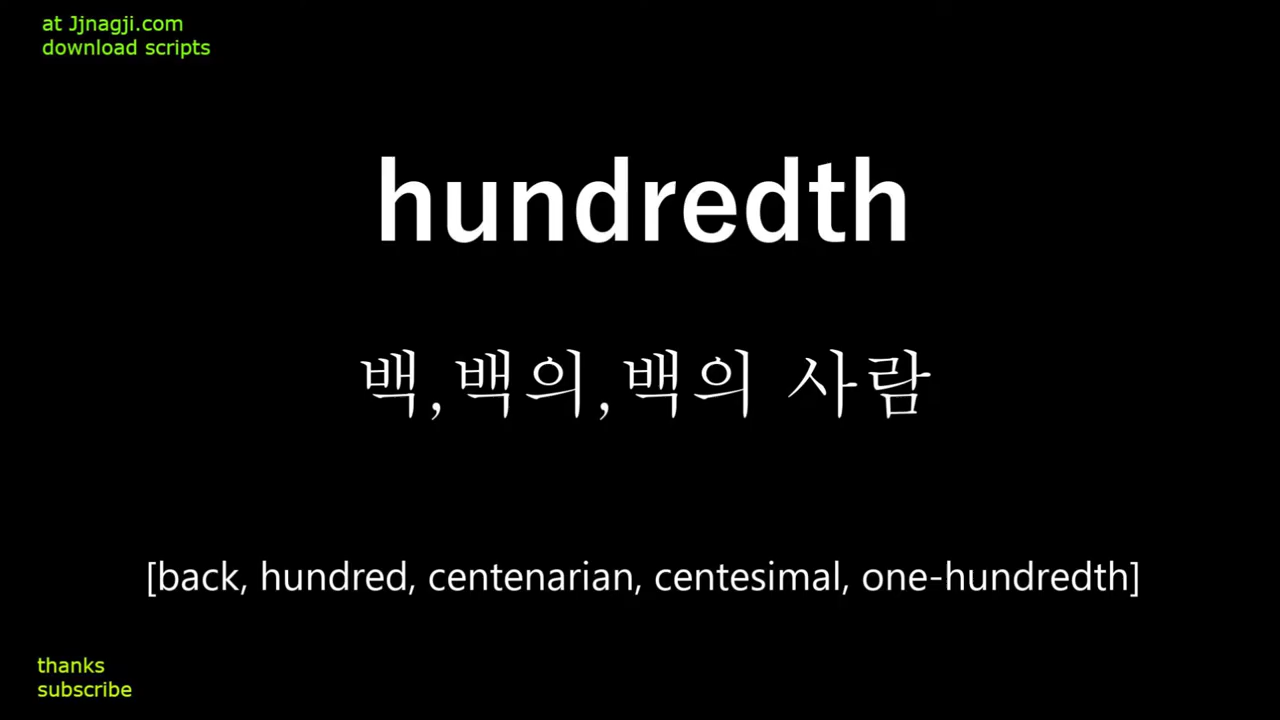 at Jjnagji.com
download scripts
hundredth
백,백의,백의 사람
[back, hundred, centenarian, centesimal, one-hundredth]
thanks
subscribe